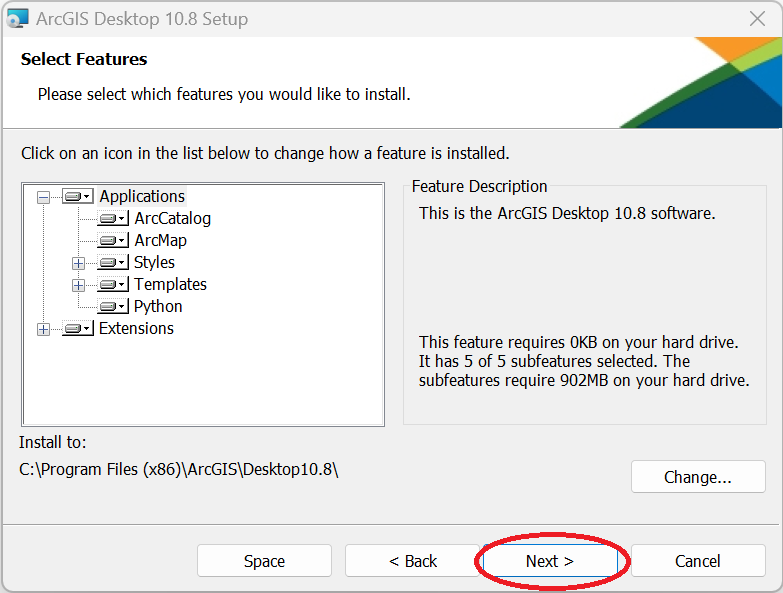 ArcGIS Desktop 10.8 Setup
Select Features
Please select which features you would like to install.
Click on an icon in the list below to change how a feature is installed.
Applications
ArcCatalog
ArcMap
Styles
Templates
Python
Extensions
Feature Description
This is the ArcGIS Desktop 10.8 software.
This feature requires 0KB on your hard drive.
It has 5 of 5 subfeatures selected. The
subfeatures require 902MB on your hard drive.
Install to:
C:\Program Files (x86)\ArcGIS\Desktop10.8\
Change...
Space
< Back
Next >
Cancel